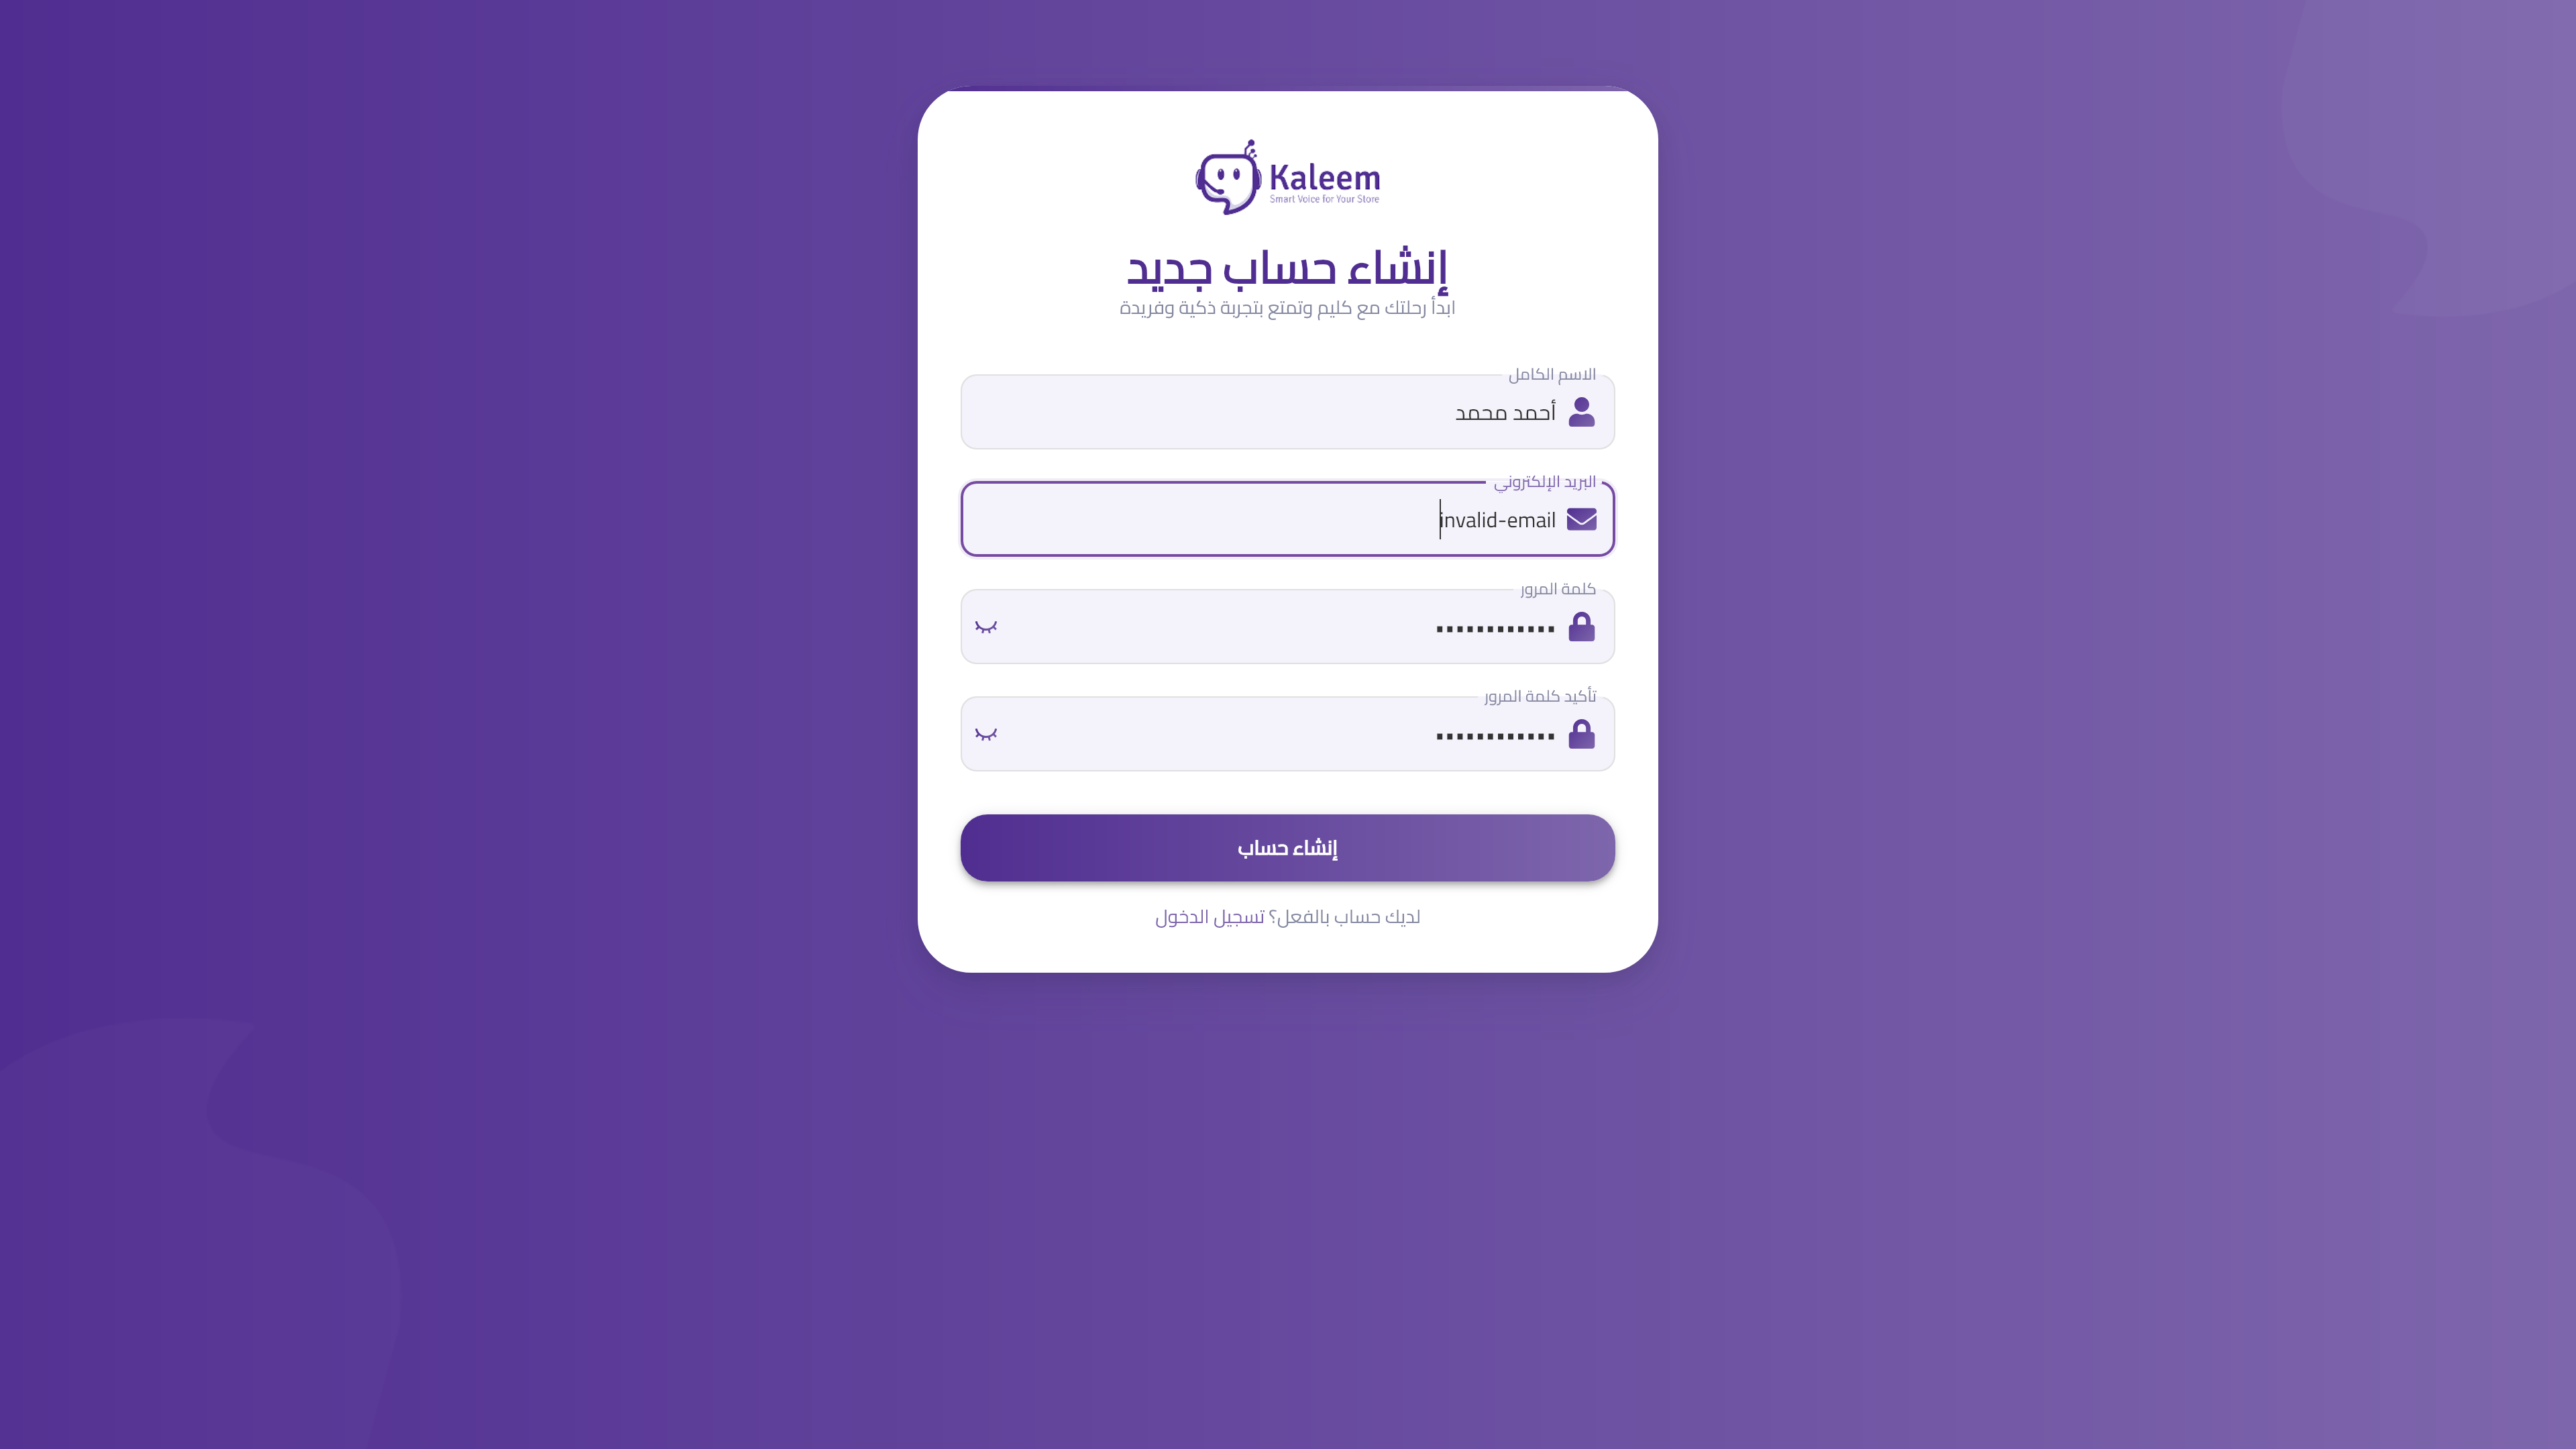 Kaleem
Smart Voice for Your Store
إنشاء حساب جديد
ابدأ رحلتك مع كليم وتمتع بتجربة ذكية وفريدة
الاسم الكامل
أحمد محمد
البريد الإلكتروني
invalid-email
كلمة المرور
تأكيد كلمة المرور
إنشاء حساب
لديك حساب بالفعل؟ تسجيل الدخول